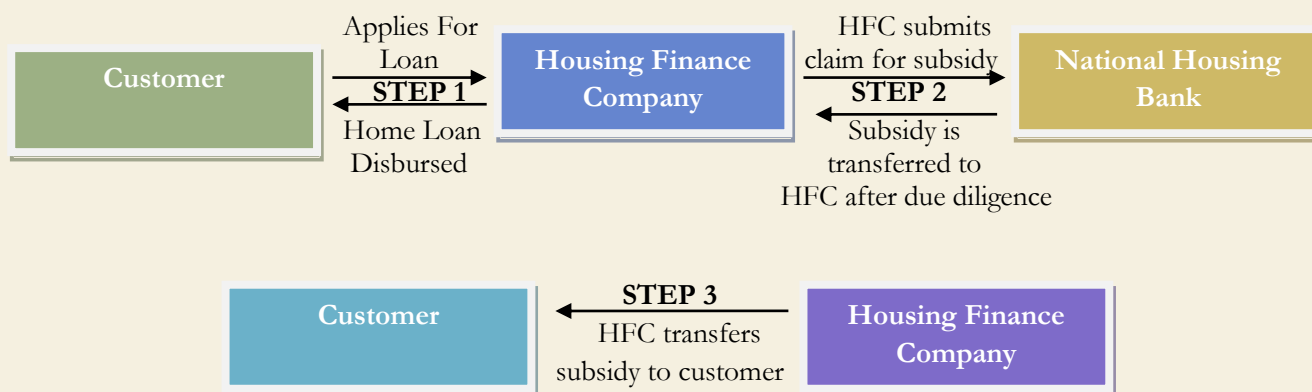 Customer
Applies For
Loan
STEP 1
Home Loan
Disbursed
Housing Finance
Company
HFC submits
claim for subsidy
STEP 2
Subsidy is
transferred to
HFC after due diligence
National Housing
Bank
Customer
STEP 3
HFC transfers
subsidy to customer
Housing Finance
Company